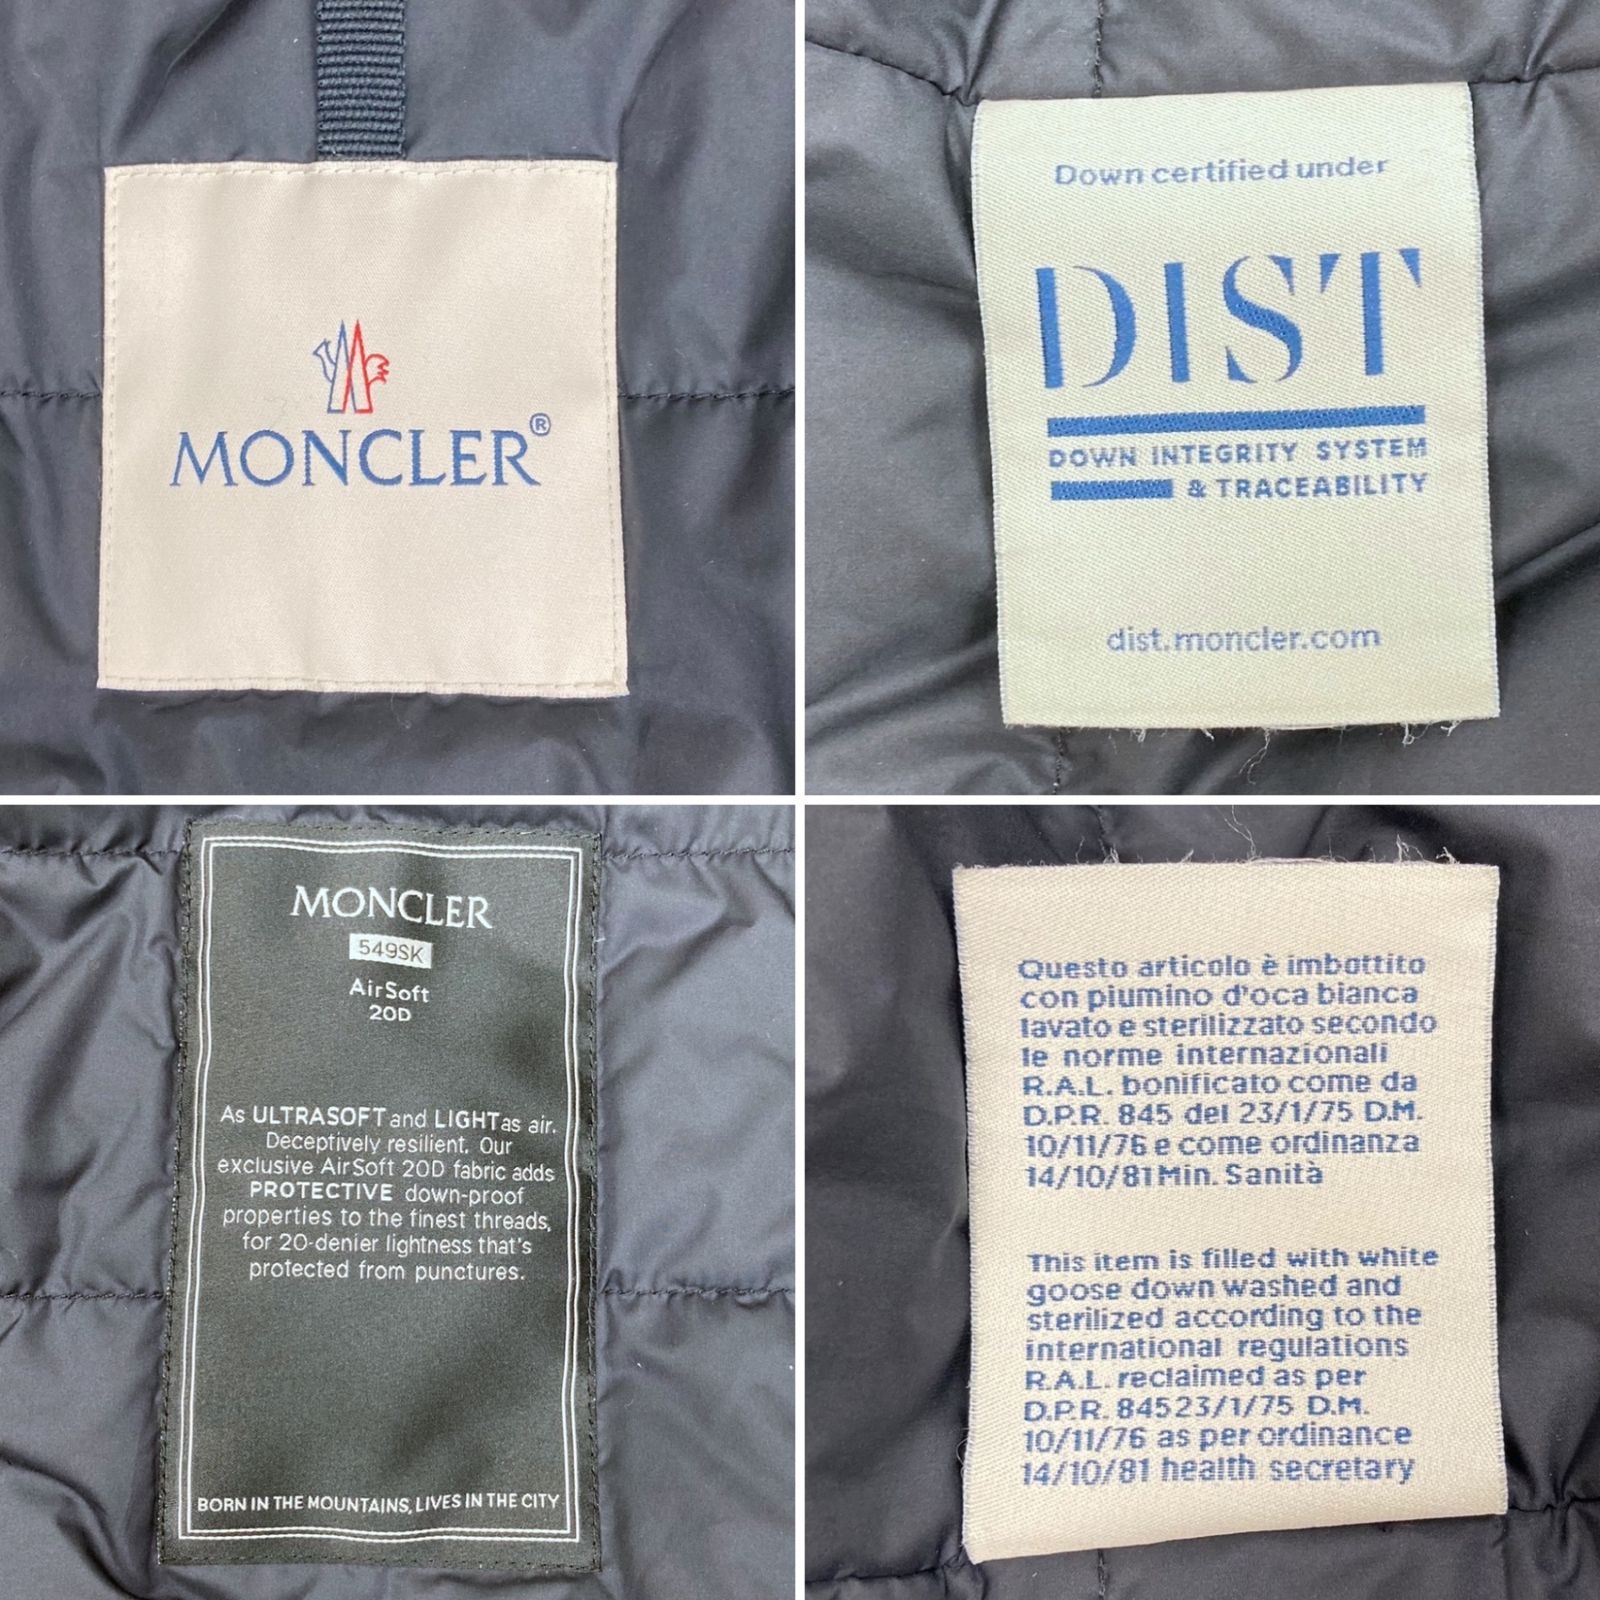 MONCLER®
Down certified under
DIST
DOWN INTEGRITY SYSTEM
& TRACEABILITY
dist.moncler.com
MONCLER
549SK
AirSoft
20D
As ULTRASOFT and LIGHT as air.
Deceptively resilient. Our
exclusive AirSoft 20D fabric adds
PROTECTIVE down-proof
properties to the finest threads,
for 20-denier lightness that's
protected from punctures.
BORN IN THE MOUNTAINS, LIVES IN THE CITY
Questo articolo è imbottito
con piumino d'oca bianca
lavato e sterilizzato secondo
le norme internazionali
R.A.L. bonificato come da
D.P.R. 845 del 23/1/75 D.M.
10/11/76 e come ordinanza
14/10/81 Min. Sanità
This item is filled with white
goose down washed and
sterilized according to the
international regulations
R.A.L. reclaimed as per
D.P.R. 845 23/1/75 D.M.
10/11/76 as per ordinance
14/10/81 health secretary